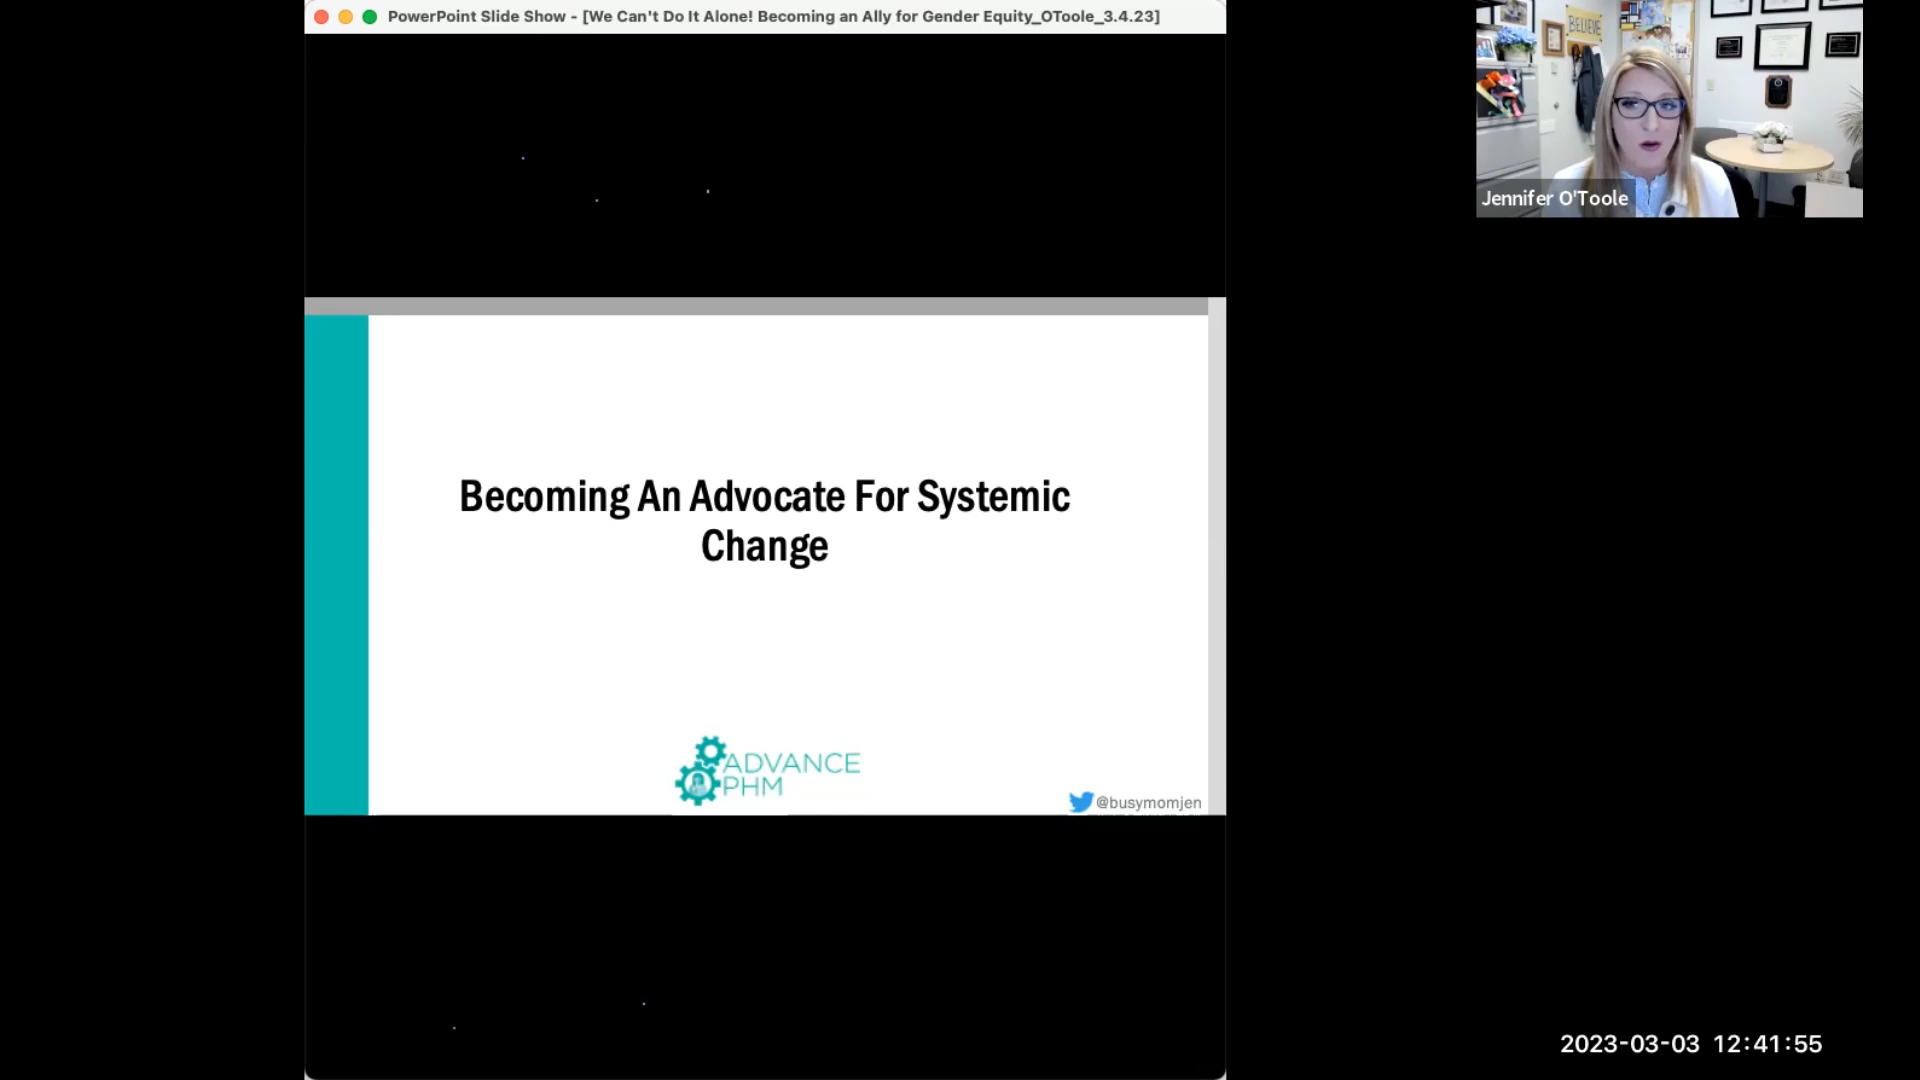 PowerPoint Slide Show - [We Can't Do It Alone! Becoming an Ally for Gender Equity_OToole_3.4.23]
BELIEVE
Jennifer O'Toole
Becoming An Advocate For Systemic
Change
ADVANCE
PHM
@busymomjen
2023-03-03 12:41:55